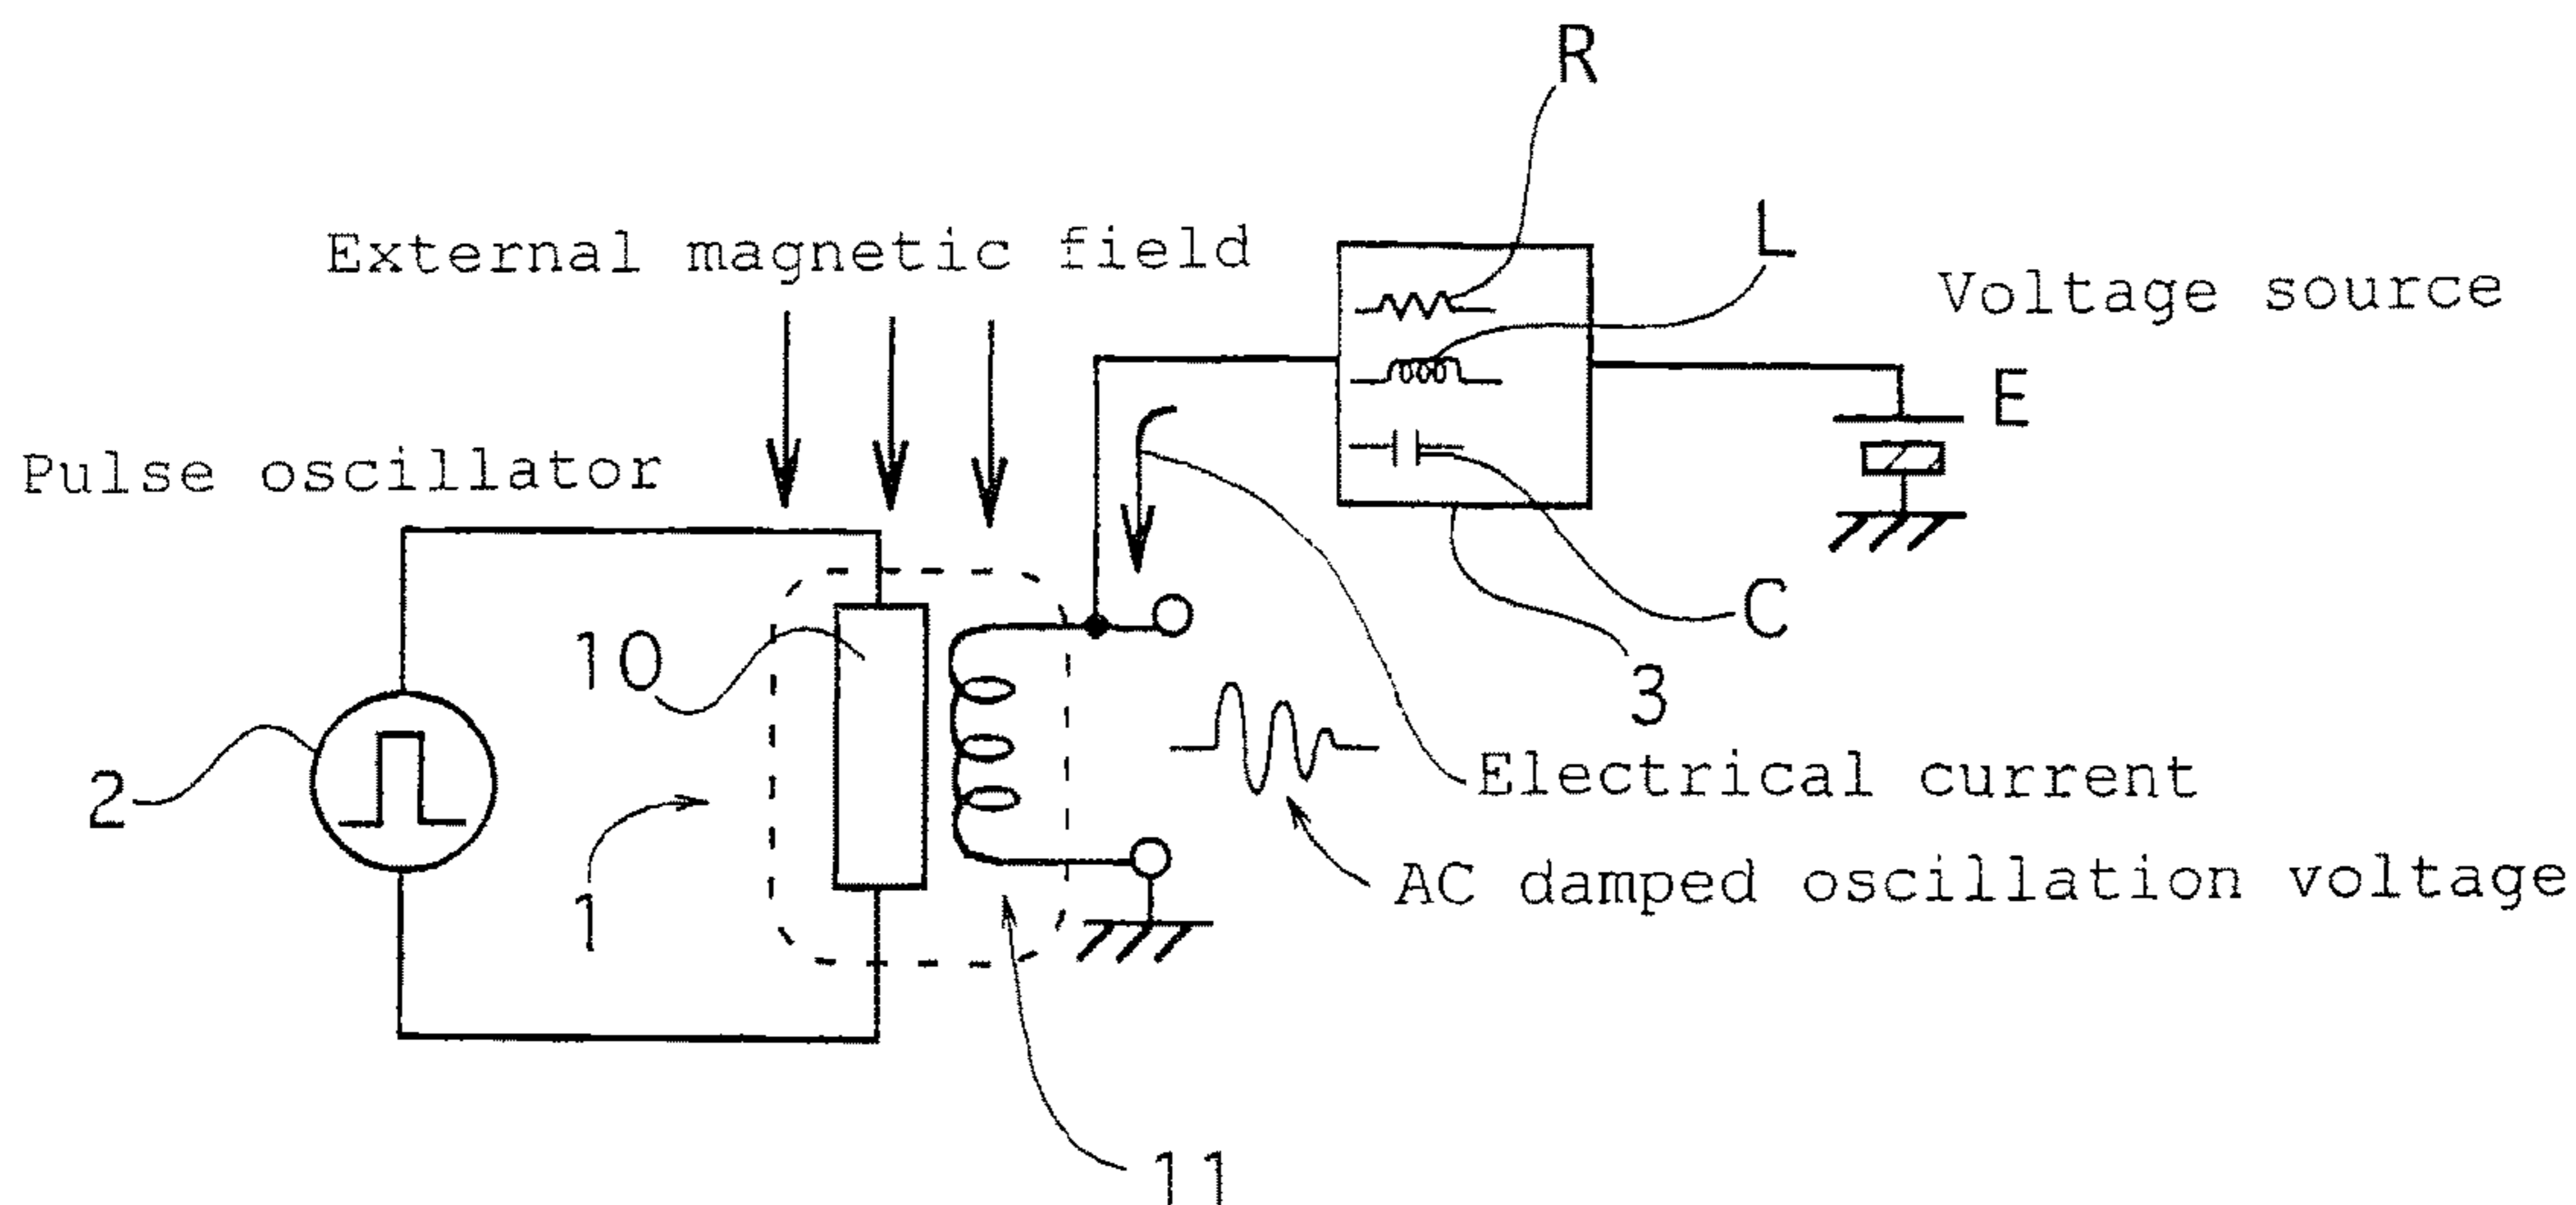 R
L
External magnetic field
Voltage source
E
Pulse oscillator
C
10
3
2
Electrical current
1
AC damped oscillation voltage
11